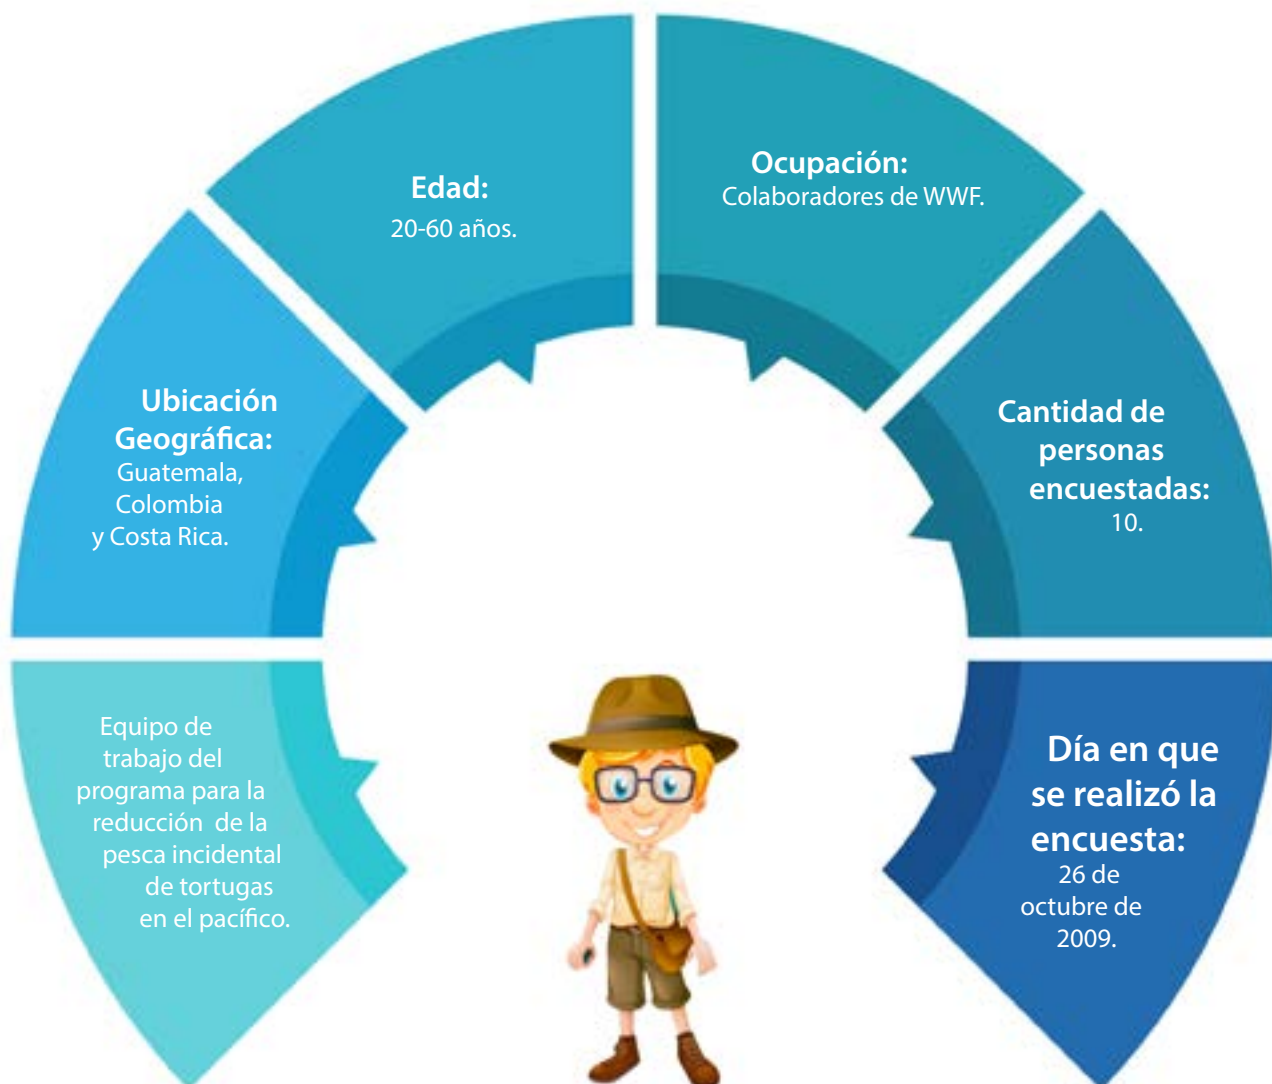 Equipo de
trabajo del
programa para la
reducción de la
pesca incidental
de tortugas
en el pacífico.
Ubicación
Geográfica:
Guatemala,
Colombia
y Costa Rica.
Edad:
20-60 años.
Ocupación:
Colaboradores de WWF.
Cantidad de
personas
encuestadas:
10.
Día en que
se realizó la
encuesta:
26 de
octubre de
2009.